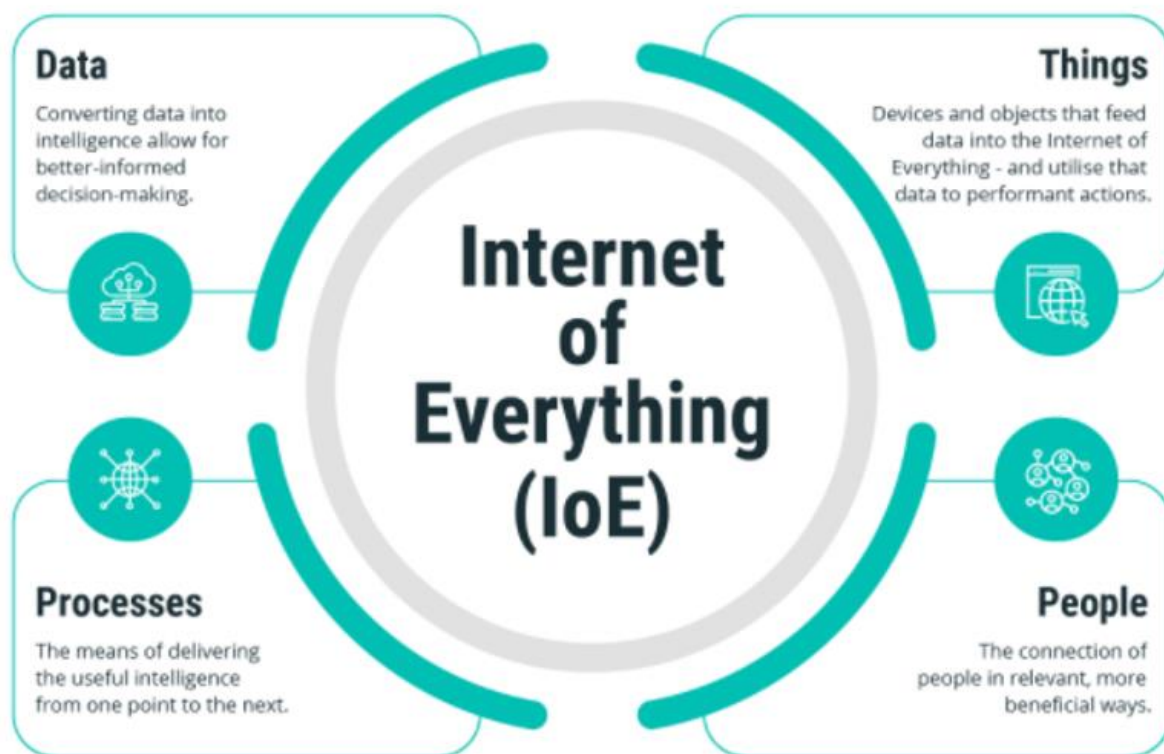 Data
Converting data into
intelligence allow for
better-informed
decision-making.
Things
Devices and objects that feed
data into the Internet of
Everything - and utilise that
data to performant actions.
Internet
of
Everything
(IoE)
Processes
The means of delivering
the useful intelligence
from one point to the next.
People
The connection of
people in relevant, more
beneficial ways.